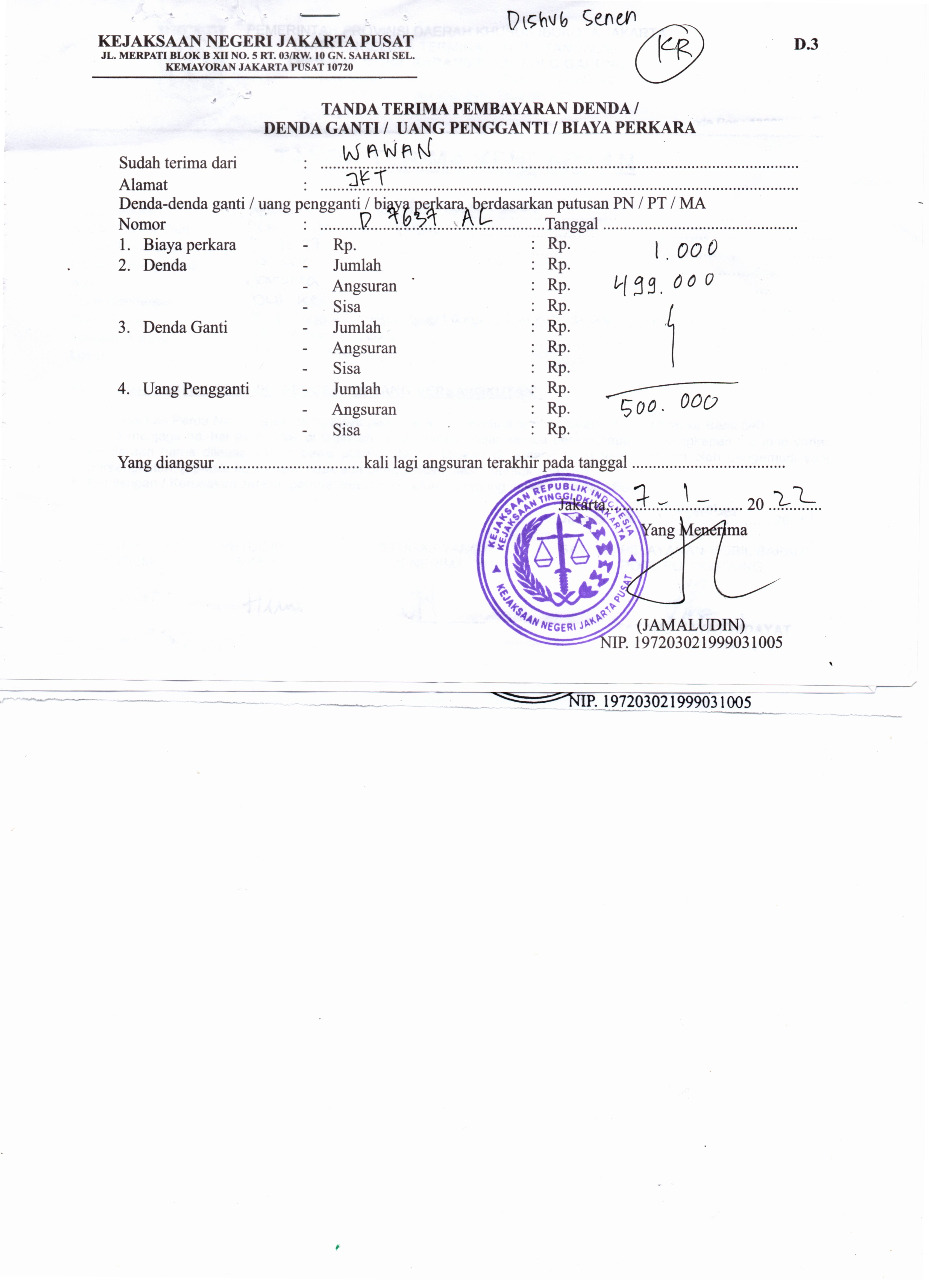 Dishub Senen
KR
D.3
KEJAKSAAN NEGERI JAKARTA PUSAT
JL. MERPATI BLOK B XII NO. 5 RT. 03/RW. 10 GN. SAHARI SEL.
KEMAYORAN JAKARTA PUSAT 10720
TANDA TERIMA PEMBAYARAN DENDA /
DENDA GANTI / UANG PENGGANTI / BIAYA PERKARA
Sudah terima dari : WAWAN
Alamat : JKT
Denda-denda ganti / uang pengganti / biaya perkara, berdasarkan putusan PN / PT / MA
Nomor : D 7637 AL Tanggal
1. Biaya perkara - Rp. : Rp. 1.000
2. Denda - Jumlah : Rp.
- Angsuran : Rp. 499.000
- Sisa : Rp.
3. Denda Ganti - Jumlah : Rp.
- Angsuran : Rp.
- Sisa : Rp.
4. Uang Pengganti - Jumlah : Rp.
- Angsuran : Rp. 500.000
- Sisa : Rp.
Yang diangsur .................................. kali lagi angsuran terakhir pada tanggal .....................................
Jakarta, 7-1- 20 22
Yang Menerima
KEJAKSAAN REPUBLIK INDONESIA
KEJAKSAAN TINGGI DKI JAKARTA
KEJAKSAAN NEGERI JAKARTA PUSAT
(JAMALUDIN)
NIP. 197203021999031005
NIP. 197203021999031005